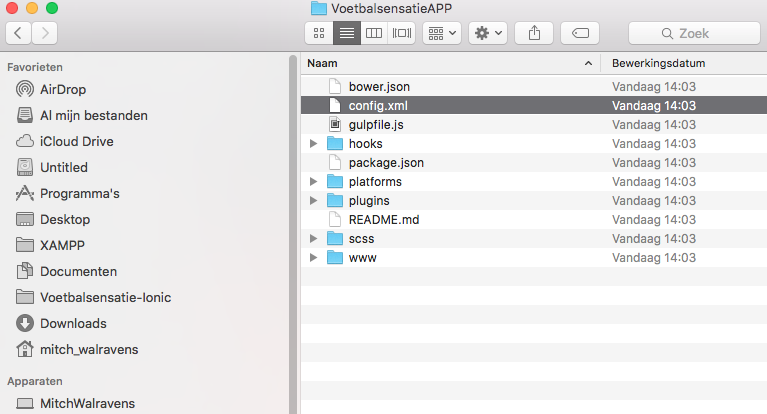 VoetbalsensatieAPP
Zoek
Favorieten
AirDrop
Al mijn bestanden
iCloud Drive
Untitled
Programma's
Desktop
XAMPP
Documenten
Voetbalsensatie-Ionic
Downloads
mitch_walravens
Apparaten
MitchWalravens
Naam Bewerkingsdatum
bower.json Vandaag 14:03
config.xml Vandaag 14:03
gulpfile.js Vandaag 14:03
hooks Vandaag 14:03
package.json Vandaag 14:03
platforms Vandaag 14:03
plugins Vandaag 14:03
README.md Vandaag 14:03
scss Vandaag 14:03
www Vandaag 14:03